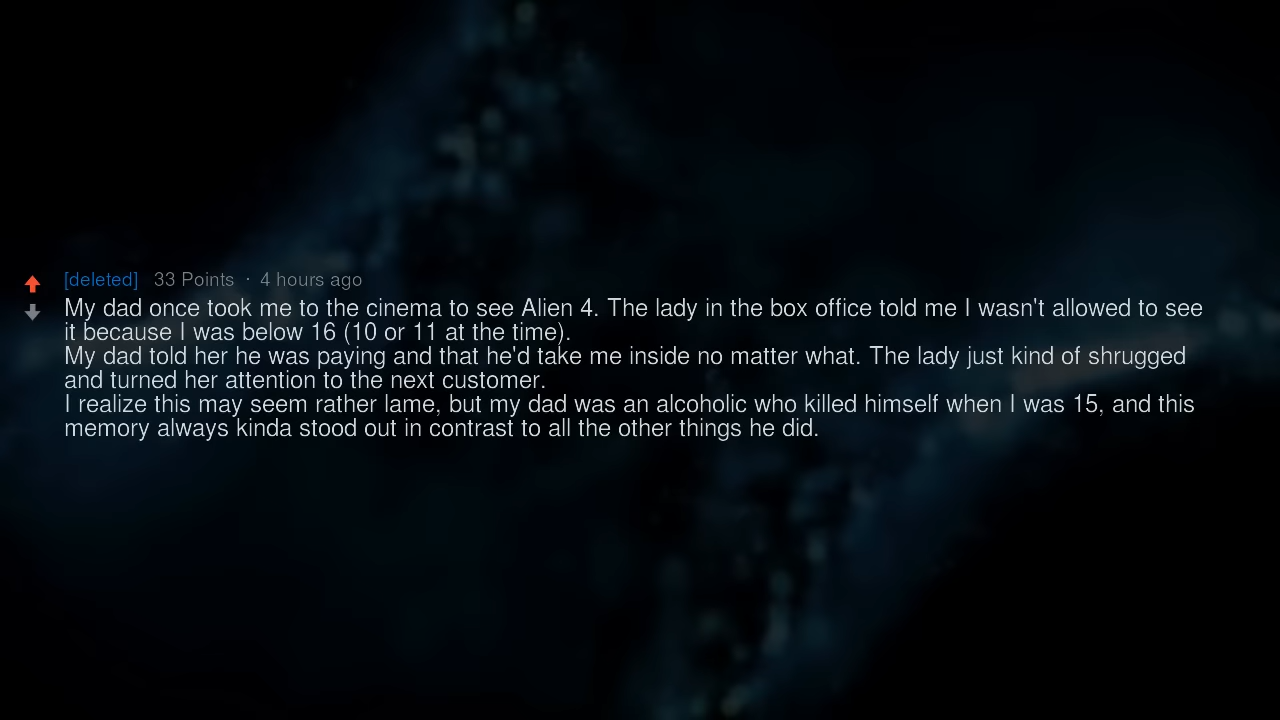 [deleted] 33 Points · 4 hours ago
My dad once took me to the cinema to see Alien 4. The lady in the box office told me I wasn't allowed to see
it because I was below 16 (10 or 11 at the time).
My dad told her he was paying and that he'd take me inside no matter what. The lady just kind of shrugged
and turned her attention to the next customer.
I realize this may seem rather lame, but my dad was an alcoholic who killed himself when I was 15, and this
memory always kinda stood out in contrast to all the other things he did.